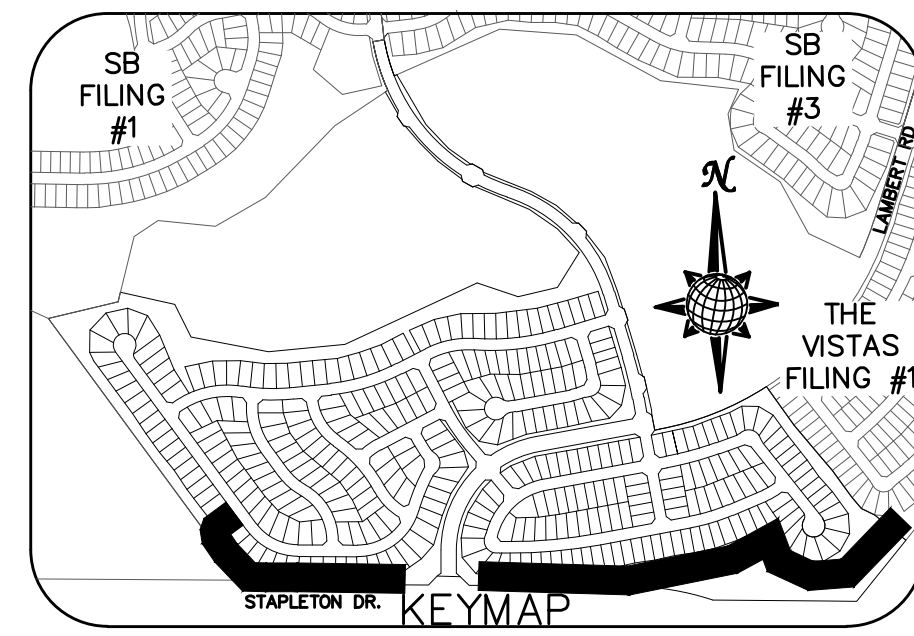 SB
FILING
#1
SB
FILING
#3
LAMBERT RD
N
THE
VISTAS
FILING #1
STAPLETON DR.
KEYMAP